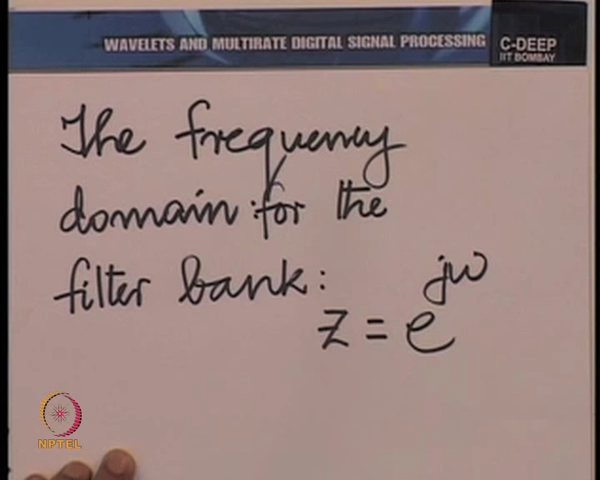 WAVELETS AND MULTIRATE DIGITAL SIGNAL PROCESSING
C-DEEP
IIT BOMBAY
The frequency
domain for the
filter bank:
z = e^{jω}
NPTEL